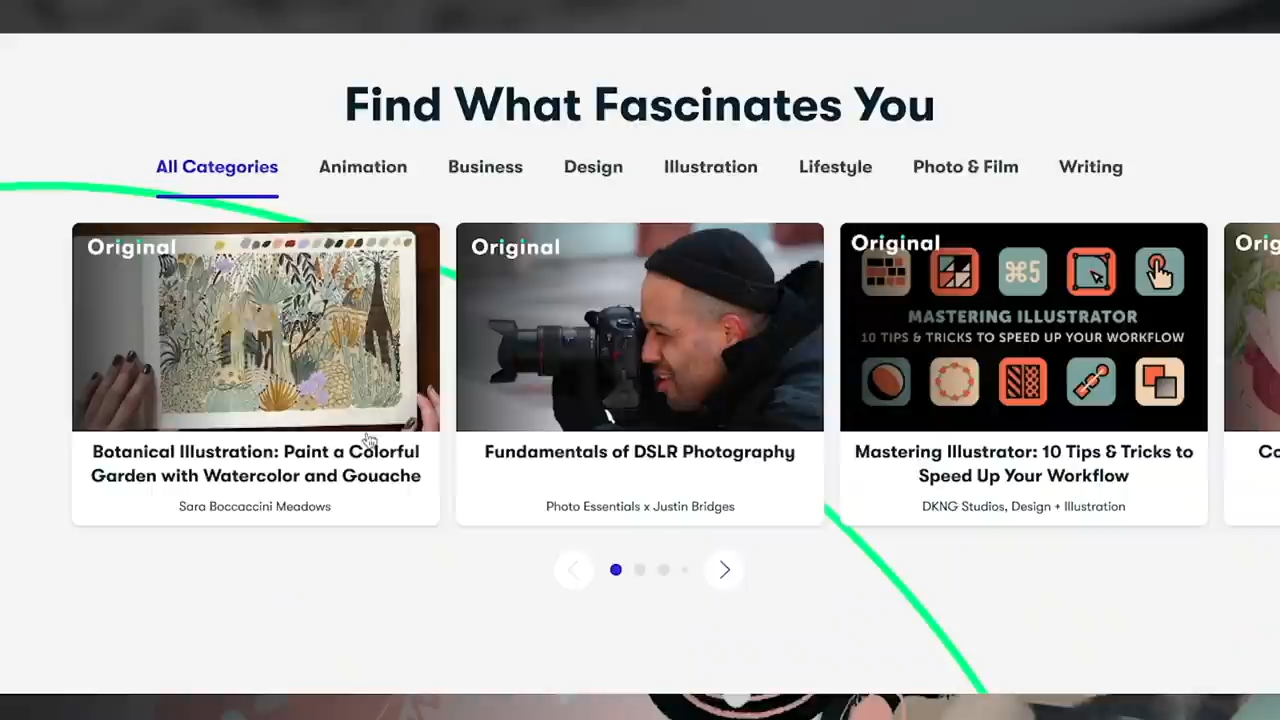 Find What Fascinates You
All Categories Animation Business Design Illustration Lifestyle Photo & Film Writing
Original
Botanical Illustration: Paint a Colorful
Garden with Watercolor and Gouache
Sara Boccaccini Meadows
Original
Fundamentals of DSLR Photography
Photo Essentials x Justin Bridges
Original
⌘5
MASTERING ILLUSTRATOR
10 TIPS & TRICKS TO SPEED UP YOUR WORKFLOW
Mastering Illustrator: 10 Tips & Tricks to
Speed Up Your Workflow
DKNG Studios, Design + Illustration